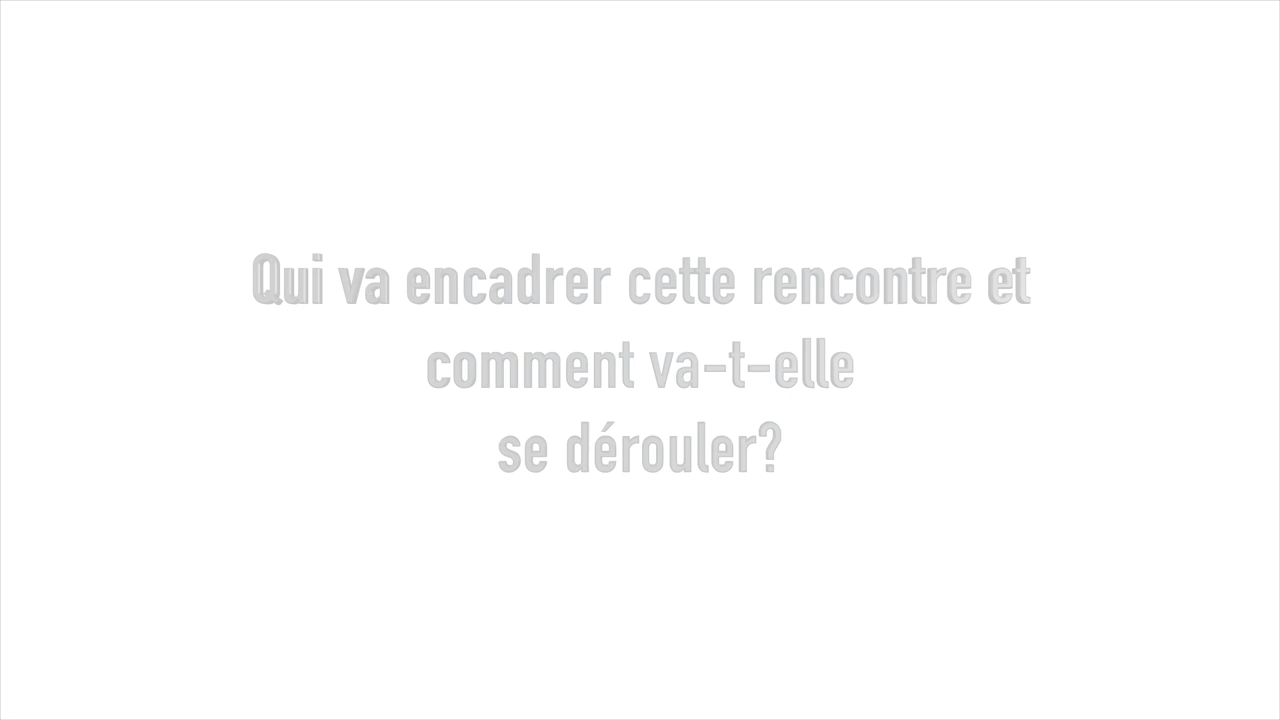 Qui va encadrer cette rencontre et
comment va-t-elle
se dérouler?